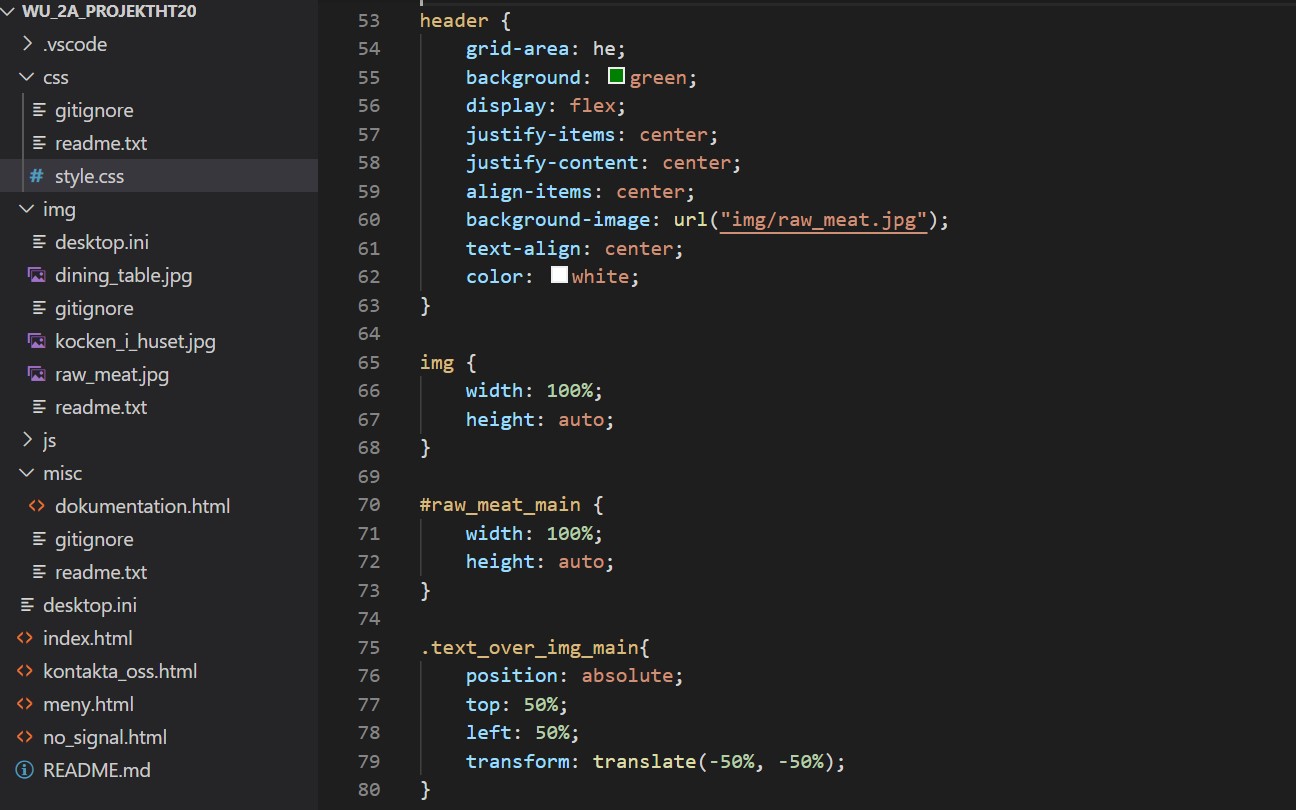 WU_2A_PROJEKTHT20
.vscode
css
gitignore
readme.txt
# style.css
img
desktop.ini
dining_table.jpg
gitignore
kocken_i_huset.jpg
raw_meat.jpg
readme.txt
js
misc
<> dokumentation.html
gitignore
readme.txt
desktop.ini
<> index.html
<> kontakta_oss.html
<> meny.html
<> no_signal.html
README.md
53 header {
54     grid-area: he;
55     background: green;
56     display: flex;
57     justify-items: center;
58     justify-content: center;
59     align-items: center;
60     background-image: url("img/raw_meat.jpg");
61     text-align: center;
62     color: white;
63 }
64
65 img {
66     width: 100%;
67     height: auto;
68 }
69
70 #raw_meat_main {
71     width: 100%;
72     height: auto;
73 }
74
75 .text_over_img_main{
76     position: absolute;
77     top: 50%;
78     left: 50%;
79     transform: translate(-50%, -50%);
80 }